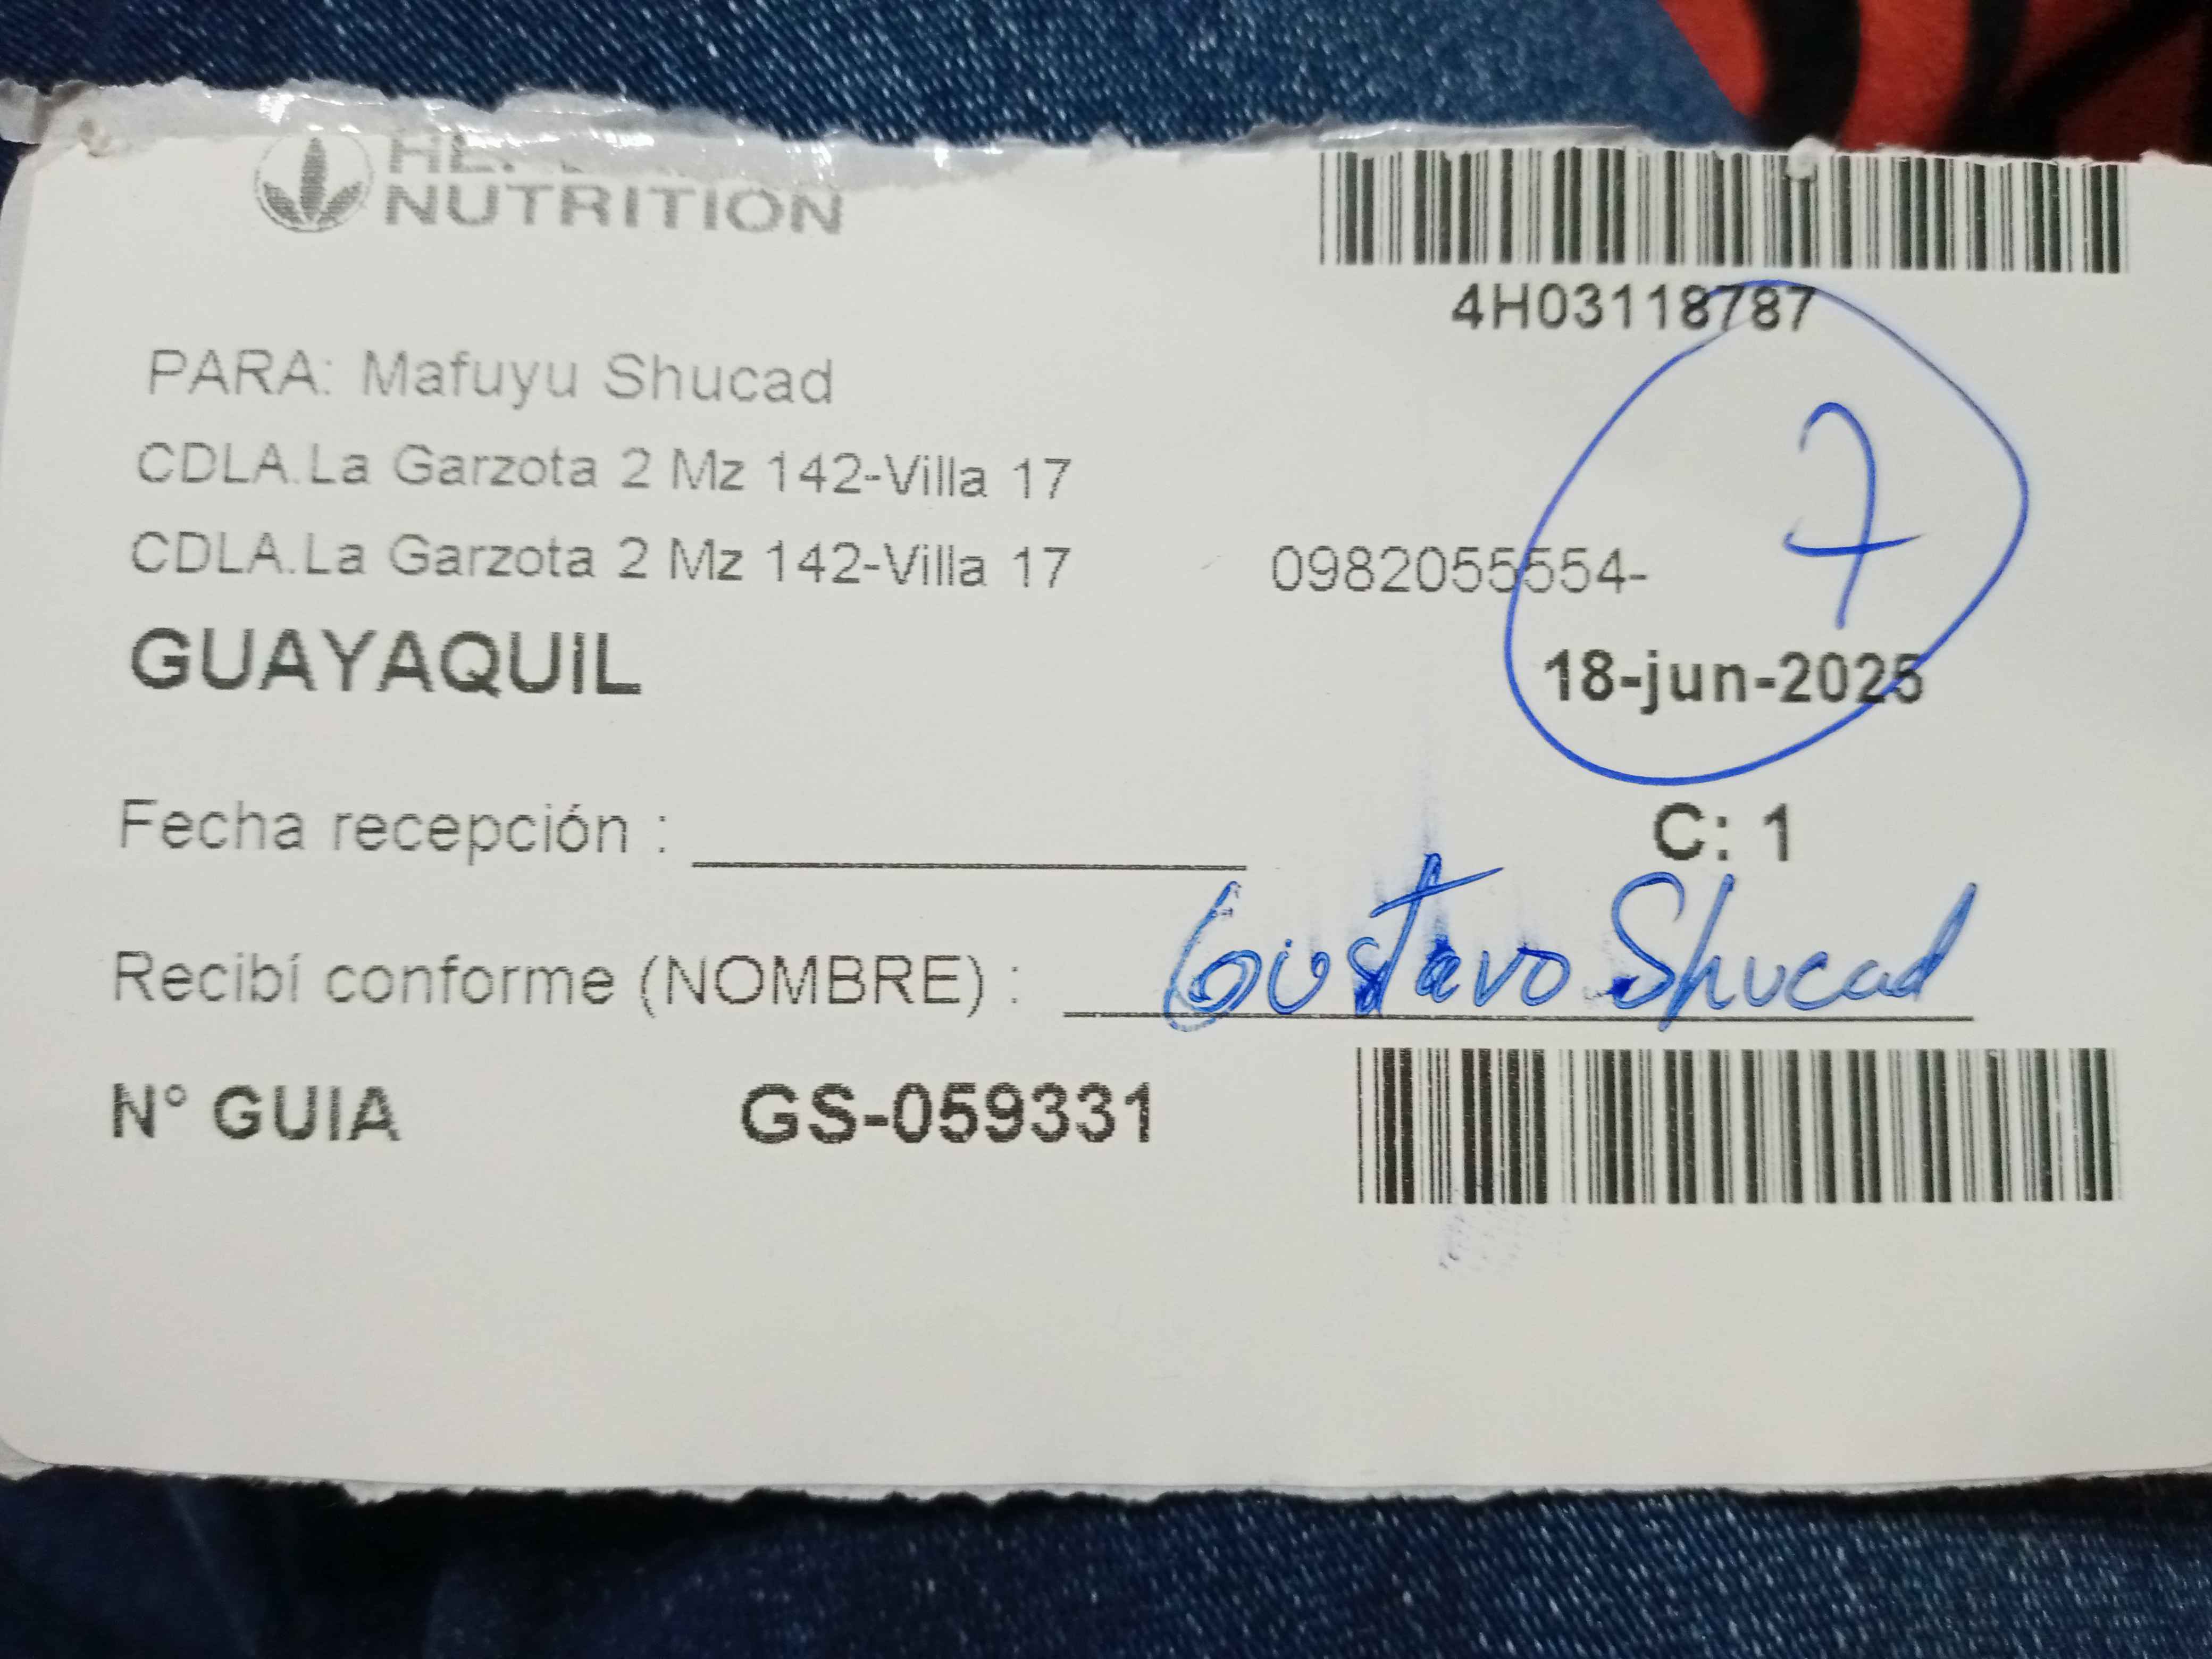 NUTRITION
4H03118787
PARA: Mafuyu Shucad
7
CDLA.La Garzota 2 Mz 142-Villa 17
CDLA.La Garzota 2 Mz 142-Villa 17 0982055554-
GUAYAQUIL 18-jun-2025
Fecha recepción : C: 1
Recibí conforme (NOMBRE) : Gustavo Shucad
N° GUIA GS-059331